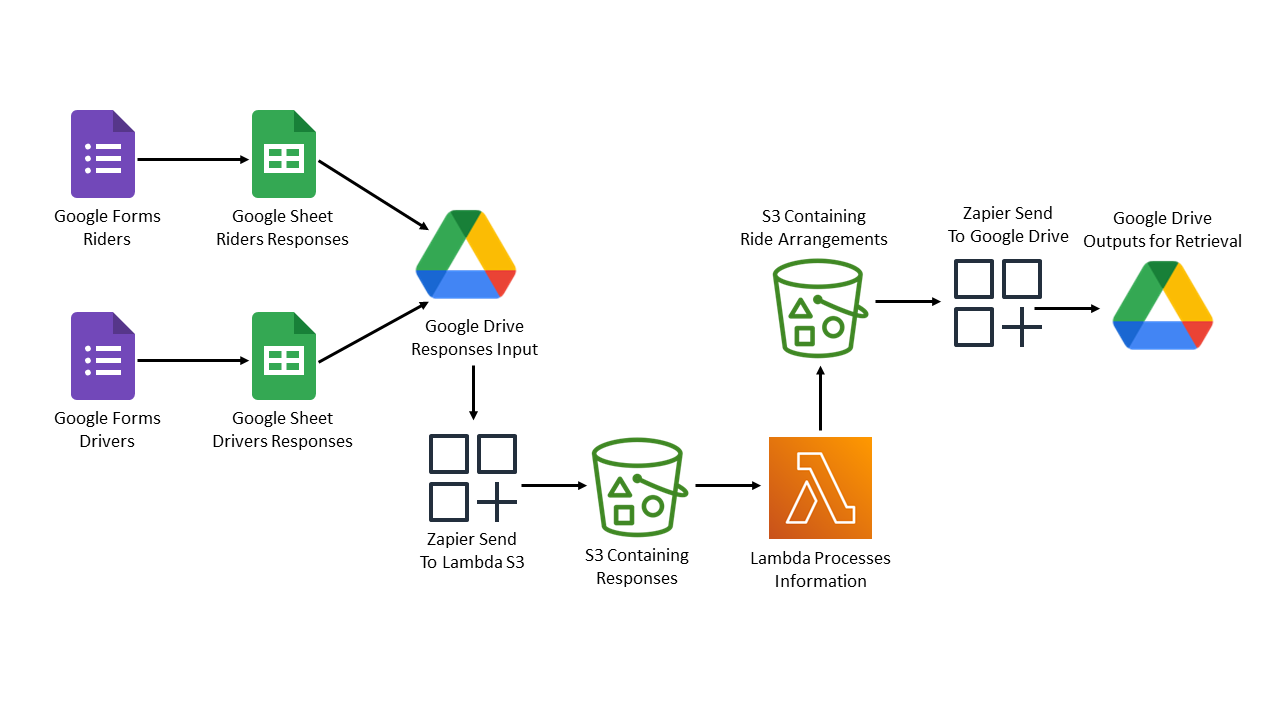 Google Forms
Riders
Google Sheet
Riders Responses
Google Forms
Drivers
Google Sheet
Drivers Responses
Google Drive
Responses Input
Zapier Send
To Lambda S3
S3 Containing
Responses
Lambda Processes
Information
S3 Containing
Ride Arrangements
Zapier Send
To Google Drive
Google Drive
Outputs for Retrieval